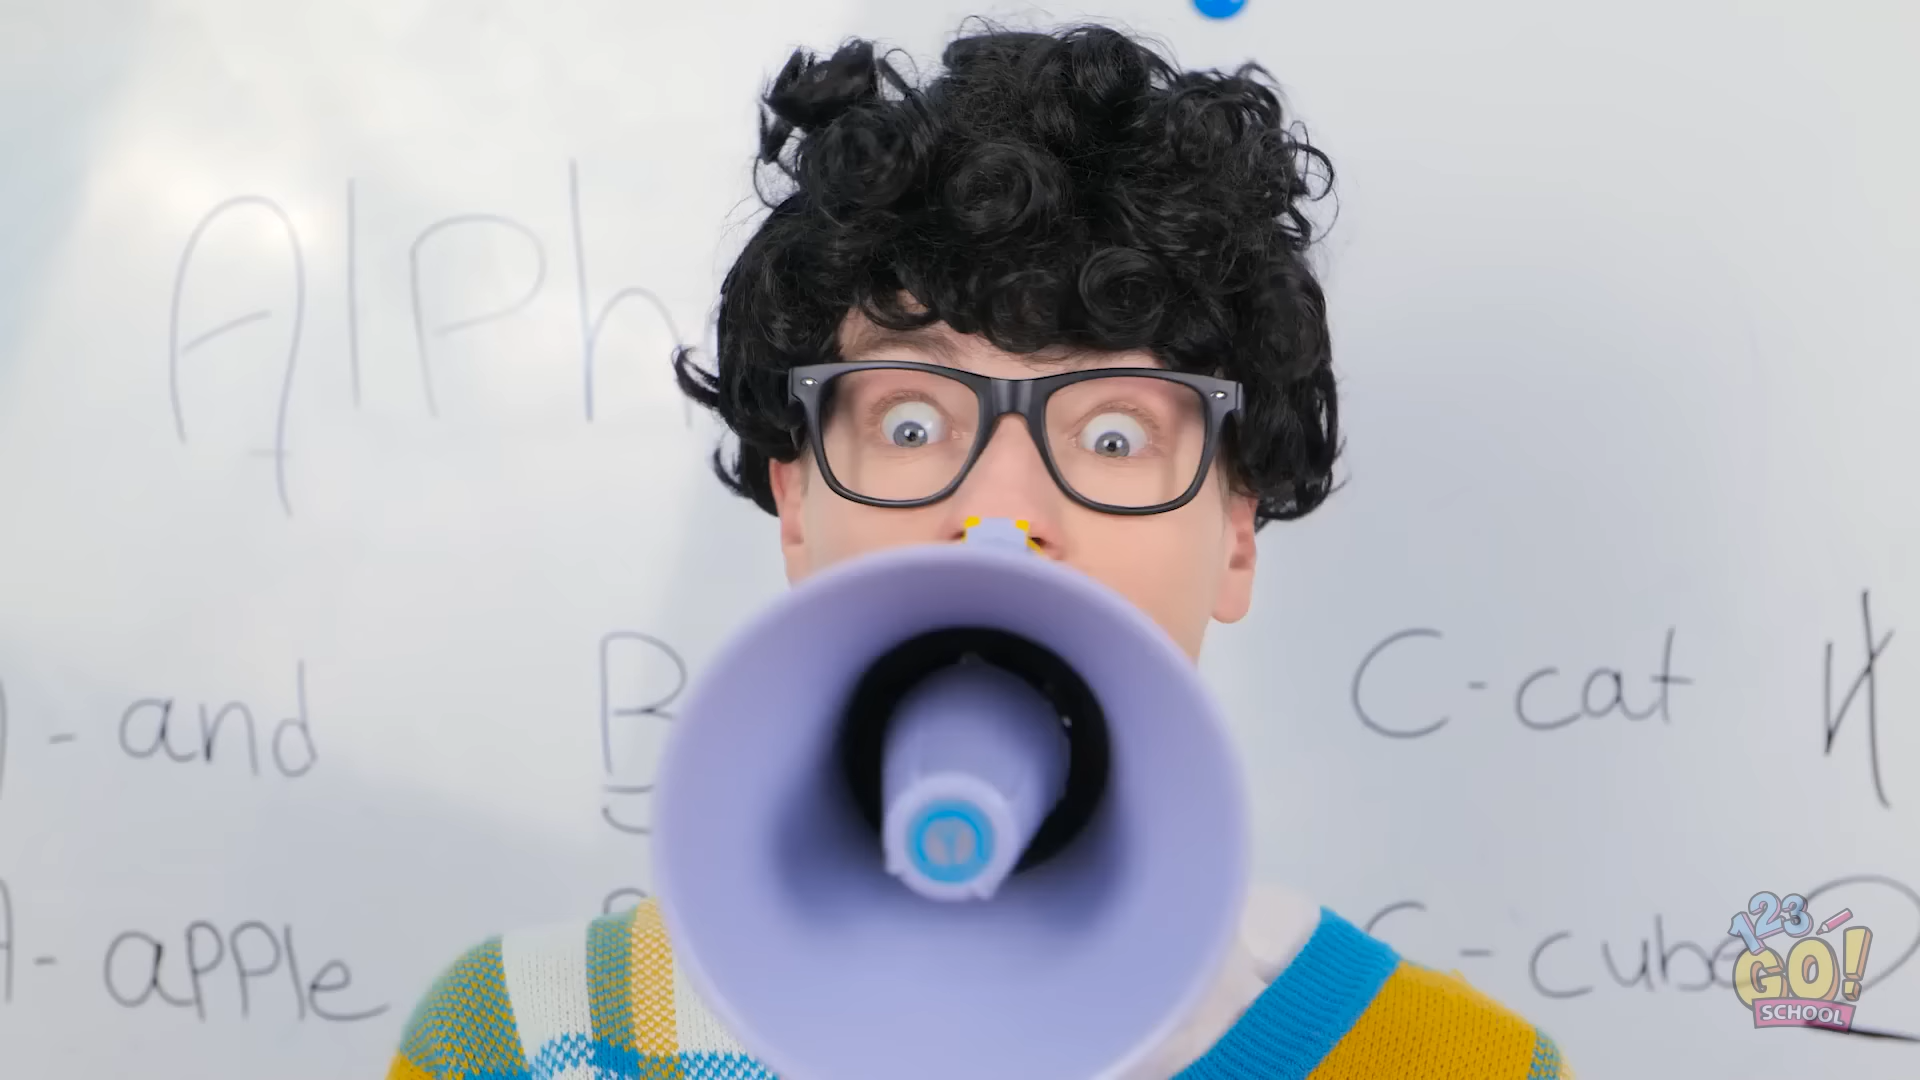 Alph
- and
B
C-cat
A- apple
C-cube
123
GO!
SCHOOL